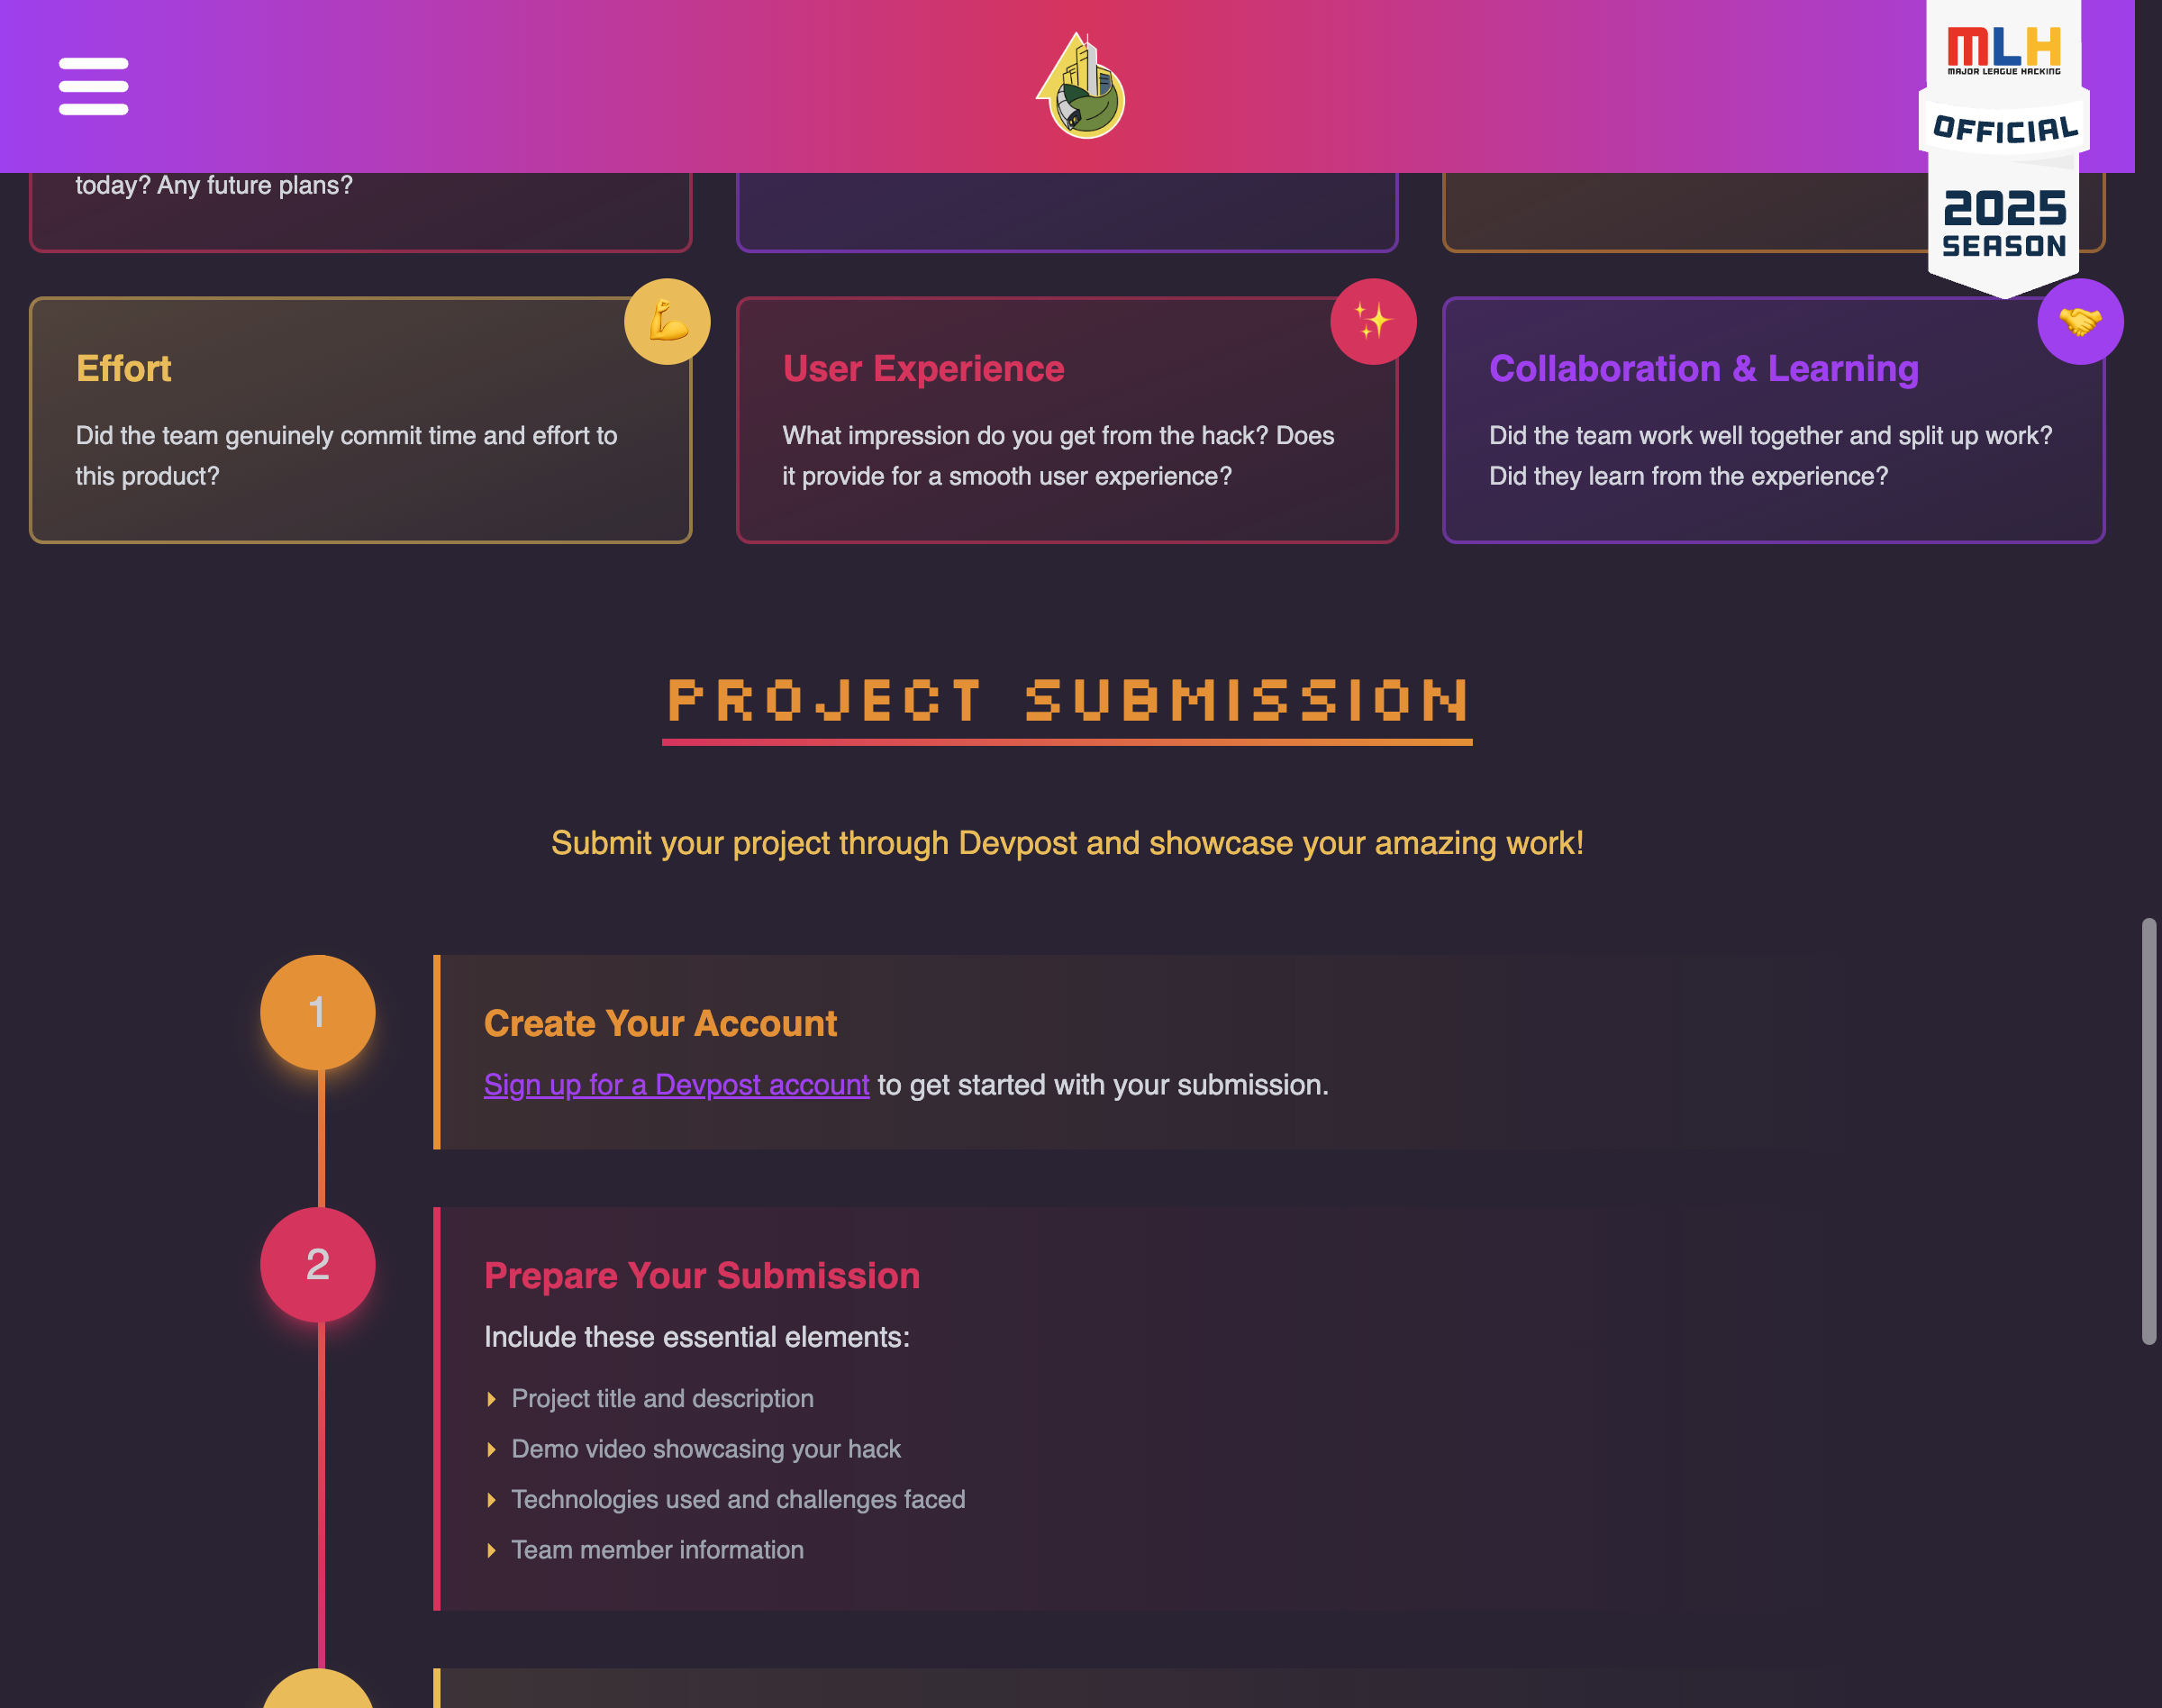 MLH
MAJOR LEAGUE HACKING
OFFICIAL
2025
SEASON
today? Any future plans?
Effort
Did the team genuinely commit time and effort to
this product?
User Experience
What impression do you get from the hack? Does
it provide for a smooth user experience?
Collaboration & Learning
Did the team work well together and split up work?
Did they learn from the experience?
PROJECT SUBMISSION
Submit your project through Devpost and showcase your amazing work!
1
Create Your Account
Sign up for a Devpost account to get started with your submission.
2
Prepare Your Submission
Include these essential elements:
Project title and description
Demo video showcasing your hack
Technologies used and challenges faced
Team member information